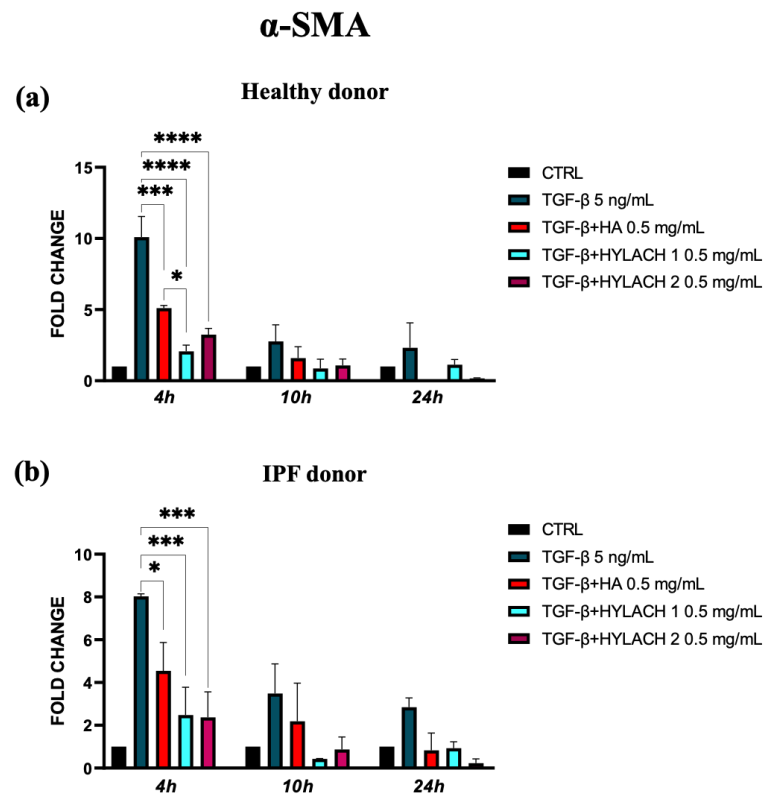 α-SMA
(a)
Healthy donor
****
****
***
*
15
10
5
0
FOLD CHANGE
4h
10h
24h
CTRL
TGF-β 5 ng/mL
TGF-β+HA 0.5 mg/mL
TGF-β+HYLACH 1 0.5 mg/mL
TGF-β+HYLACH 2 0.5 mg/mL
(b)
IPF donor
***
***
*
10
8
6
4
2
0
FOLD CHANGE
4h
10h
24h
CTRL
TGF-β 5 ng/mL
TGF-β+HA 0.5 mg/mL
TGF-β+HYLACH 1 0.5 mg/mL
TGF-β+HYLACH 2 0.5 mg/mL